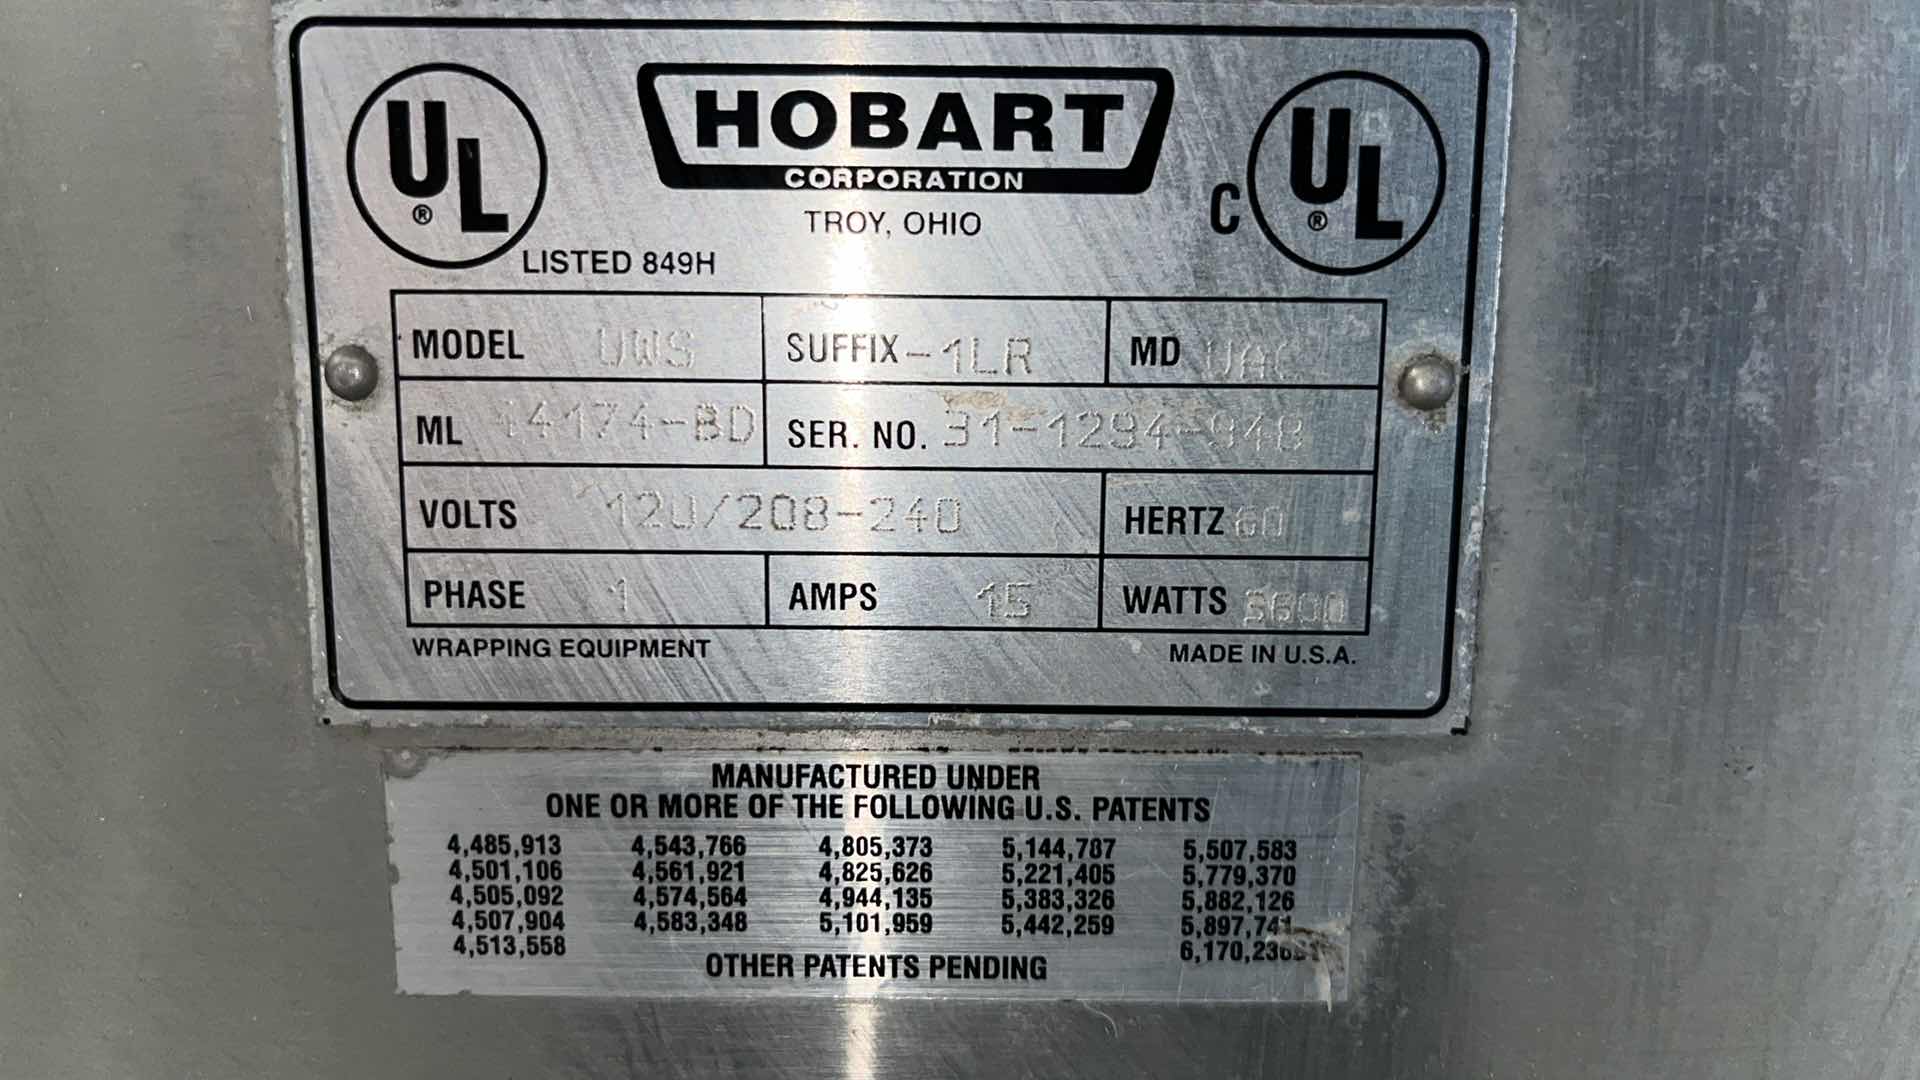 UL
®
LISTED 849H
HOBART
CORPORATION
TROY, OHIO
C UL
®
MODEL UWS SUFFIX -1LR MD
ML SER. NO. 31-1294-948
VOLTS 120/208-240 HERTZ 60
PHASE 1 AMPS 15 WATTS
WRAPPING EQUIPMENT MADE IN U.S.A.
MANUFACTURED UNDER
ONE OR MORE OF THE FOLLOWING U.S. PATENTS
4,485,913 4,543,766 4,805,373 5,144,787 5,507,583
4,501,106 4,561,921 4,825,626 5,221,405 5,779,370
4,505,092 4,574,564 4,944,135 5,383,326 5,882,126
4,507,904 4,583,348 5,101,959 5,442,259 5,897,741
4,513,558
OTHER PATENTS PENDING